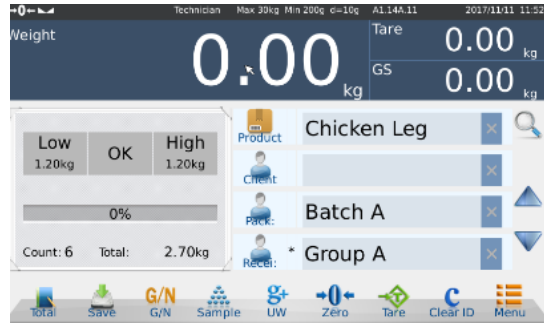 →0← Technician Max 30kg Min 200g d=10g A1.14A.11 2017/11/11 11:52
Weight 0.00 kg
Tare 0.00 kg
GS 0.00 kg
Low OK High
1.20kg 1.20kg
0%
Count: 6 Total: 2.70kg
Product Chicken Leg ×
Client ×
Pack: Batch A ×
Recei: * Group A ×
G/N g+ →0← T C
Total Save G/N Sample UW Zero Tare Clear ID Menu